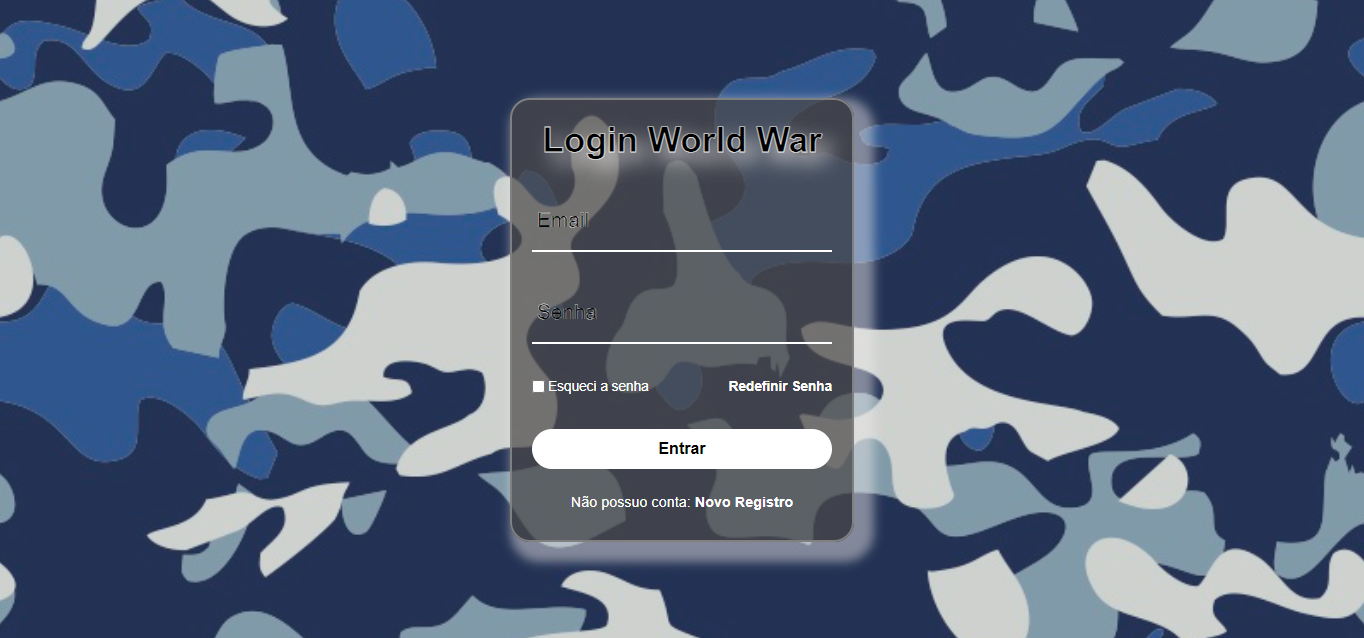 Login World War
Email
Senha
Esqueci a senha Redefinir Senha
Entrar
Não possuo conta: Novo Registro